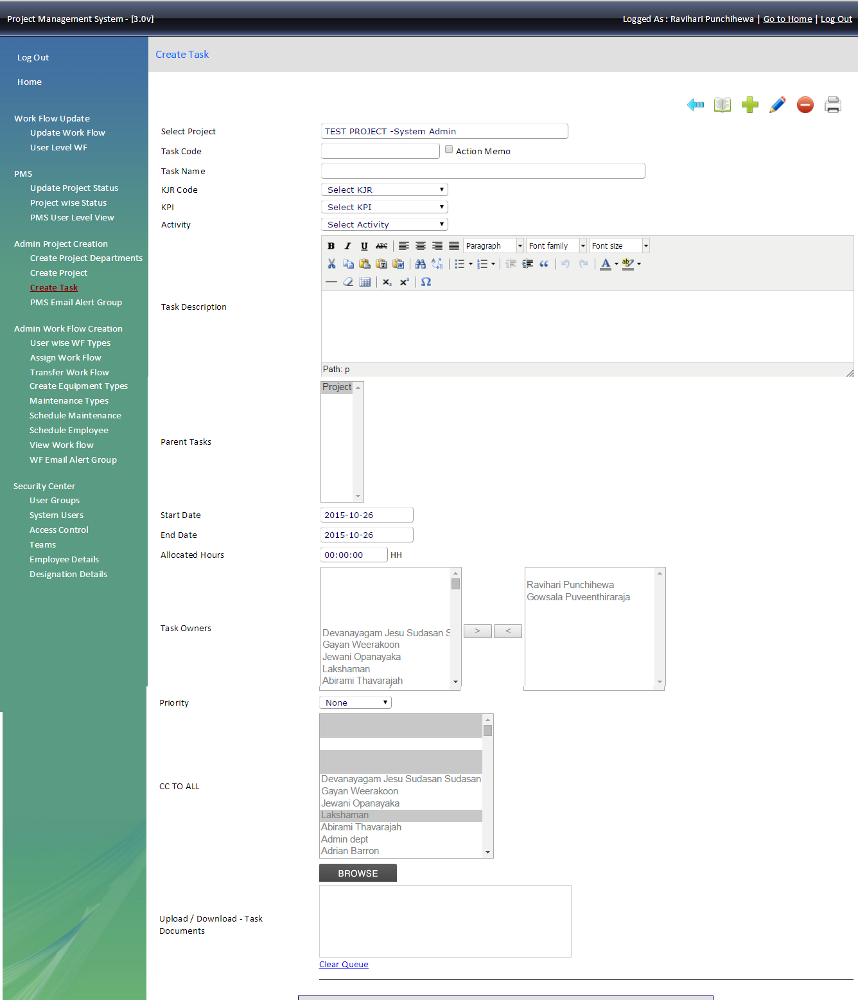 Project Management System - [3.0v]
Logged As : Ravihari Punchihewa | Go to Home | Log Out
Log Out
Home
Work Flow Update
Update Work Flow
User Level WF
PMS
Update Project Status
Project wise Status
PMS User Level View
Admin Project Creation
Create Project Departments
Create Project
Create Task
PMS Email Alert Group
Admin Work Flow Creation
User wise WF Types
Assign Work Flow
Transfer Work Flow
Create Equipment Types
Maintenance Types
Schedule Maintenance
Schedule Employee
View Work flow
WF Email Alert Group
Security Center
User Groups
System Users
Access Control
Teams
Employee Details
Designation Details
Create Task
Select Project
TEST PROJECT -System Admin
Task Code
Action Memo
Task Name
KJR Code
Select KJR
KPI
Select KPI
Activity
Select Activity
B I U ABC Paragraph Font family Font size
Task Description
Path: p
Parent Tasks
Project
Start Date
2015-10-26
End Date
2015-10-26
Allocated Hours
00:00:00 HH
Task Owners
Devanayagam Jesu Sudasan S
Gayan Weerakoon
Jewani Opanayaka
Lakshaman
Abirami Thavarajah
> <
Ravihari Punchihewa
Gowsala Puveenthiraraja
Priority
None
CC TO ALL
Devanayagam Jesu Sudasan Sudasan
Gayan Weerakoon
Jewani Opanayaka
Lakshaman
Abirami Thavarajah
Admin dept
Adrian Barron
BROWSE
Upload / Download - Task
Documents
Clear Queue